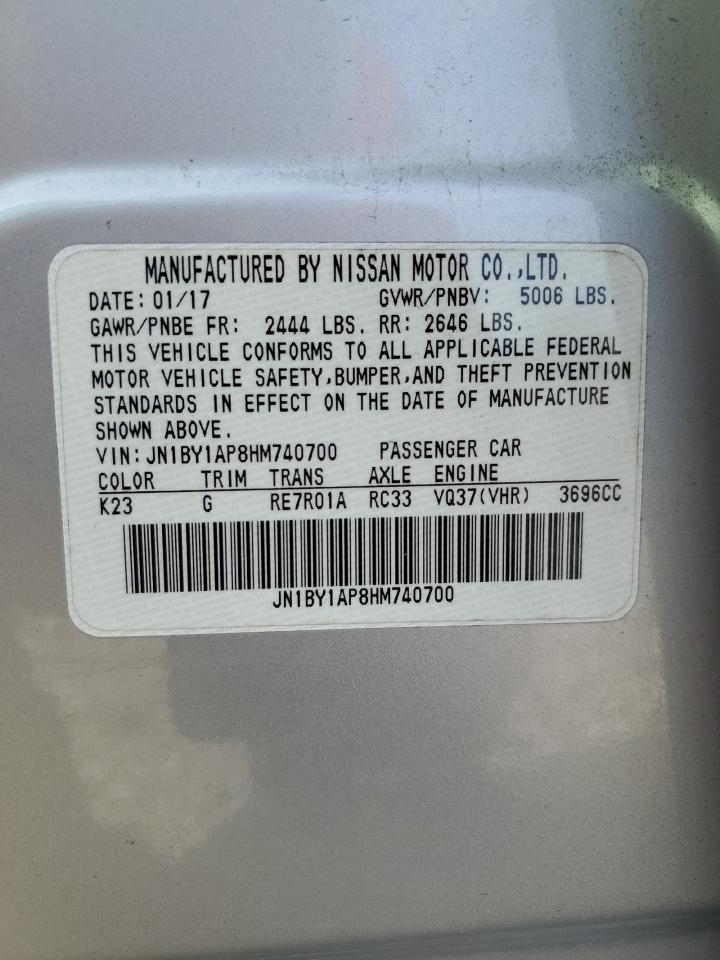 MANUFACTURED BY NISSAN MOTOR CO.,LTD.
DATE: 01/17 GVWR/PNBV: 5006 LBS.
GAWR/PNBE FR: 2444 LBS. RR: 2646 LBS.
THIS VEHICLE CONFORMS TO ALL APPLICABLE FEDERAL
MOTOR VEHICLE SAFETY,BUMPER,AND THEFT PREVENTION
STANDARDS IN EFFECT ON THE DATE OF MANUFACTURE
SHOWN ABOVE.
VIN:JN1BY1AP8HM740700 PASSENGER CAR
COLOR TRIM TRANS AXLE ENGINE
K23 G RE7R01A RC33 VQ37(VHR) 3696CC
JN1BY1AP8HM740700